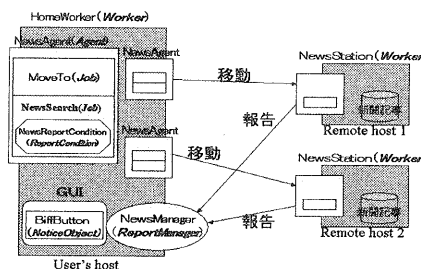 HomeWorker(Worker)
NewsAgent(Agent)
NewsAgent
MoveTo(Job)
NewsSearch(Job)
NewsReportCondition
(ReportCondition)
NewsAgent
GUI
BiffButton
(NoticeObject)
NewsManager
(ReportManager)
User's host
移動
報告
移動
報告
NewsStation(Worker
新聞記事
Remote host 1
NewsStation(Worker
新聞記事
Remote host 2